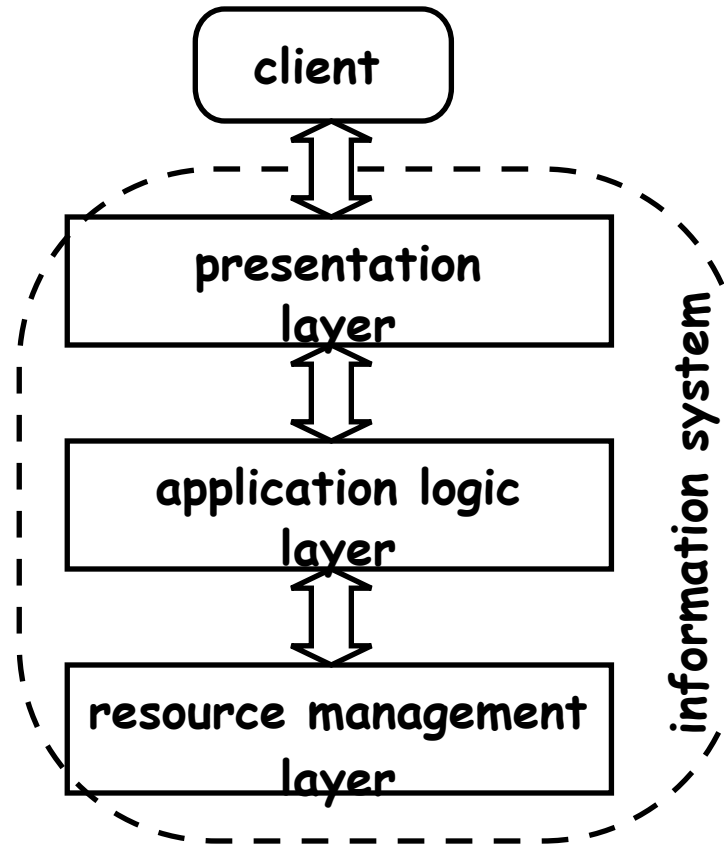 client
presentation
layer
application logic
layer
resource management
layer
information system